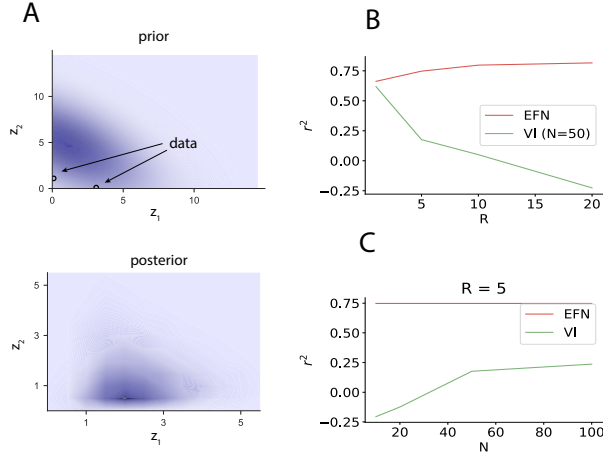 A
prior
z2
10
5
0
data
0
5
10
z1
posterior
z2
5
3
1
1
3
5
z1
B
r²
0.75
0.50
0.25
0.00
−0.25
EFN
VI (N=50)
5
10
15
20
R
C
R = 5
r²
0.75
0.50
0.25
0.00
−0.25
EFN
VI
20
40
60
80
100
N